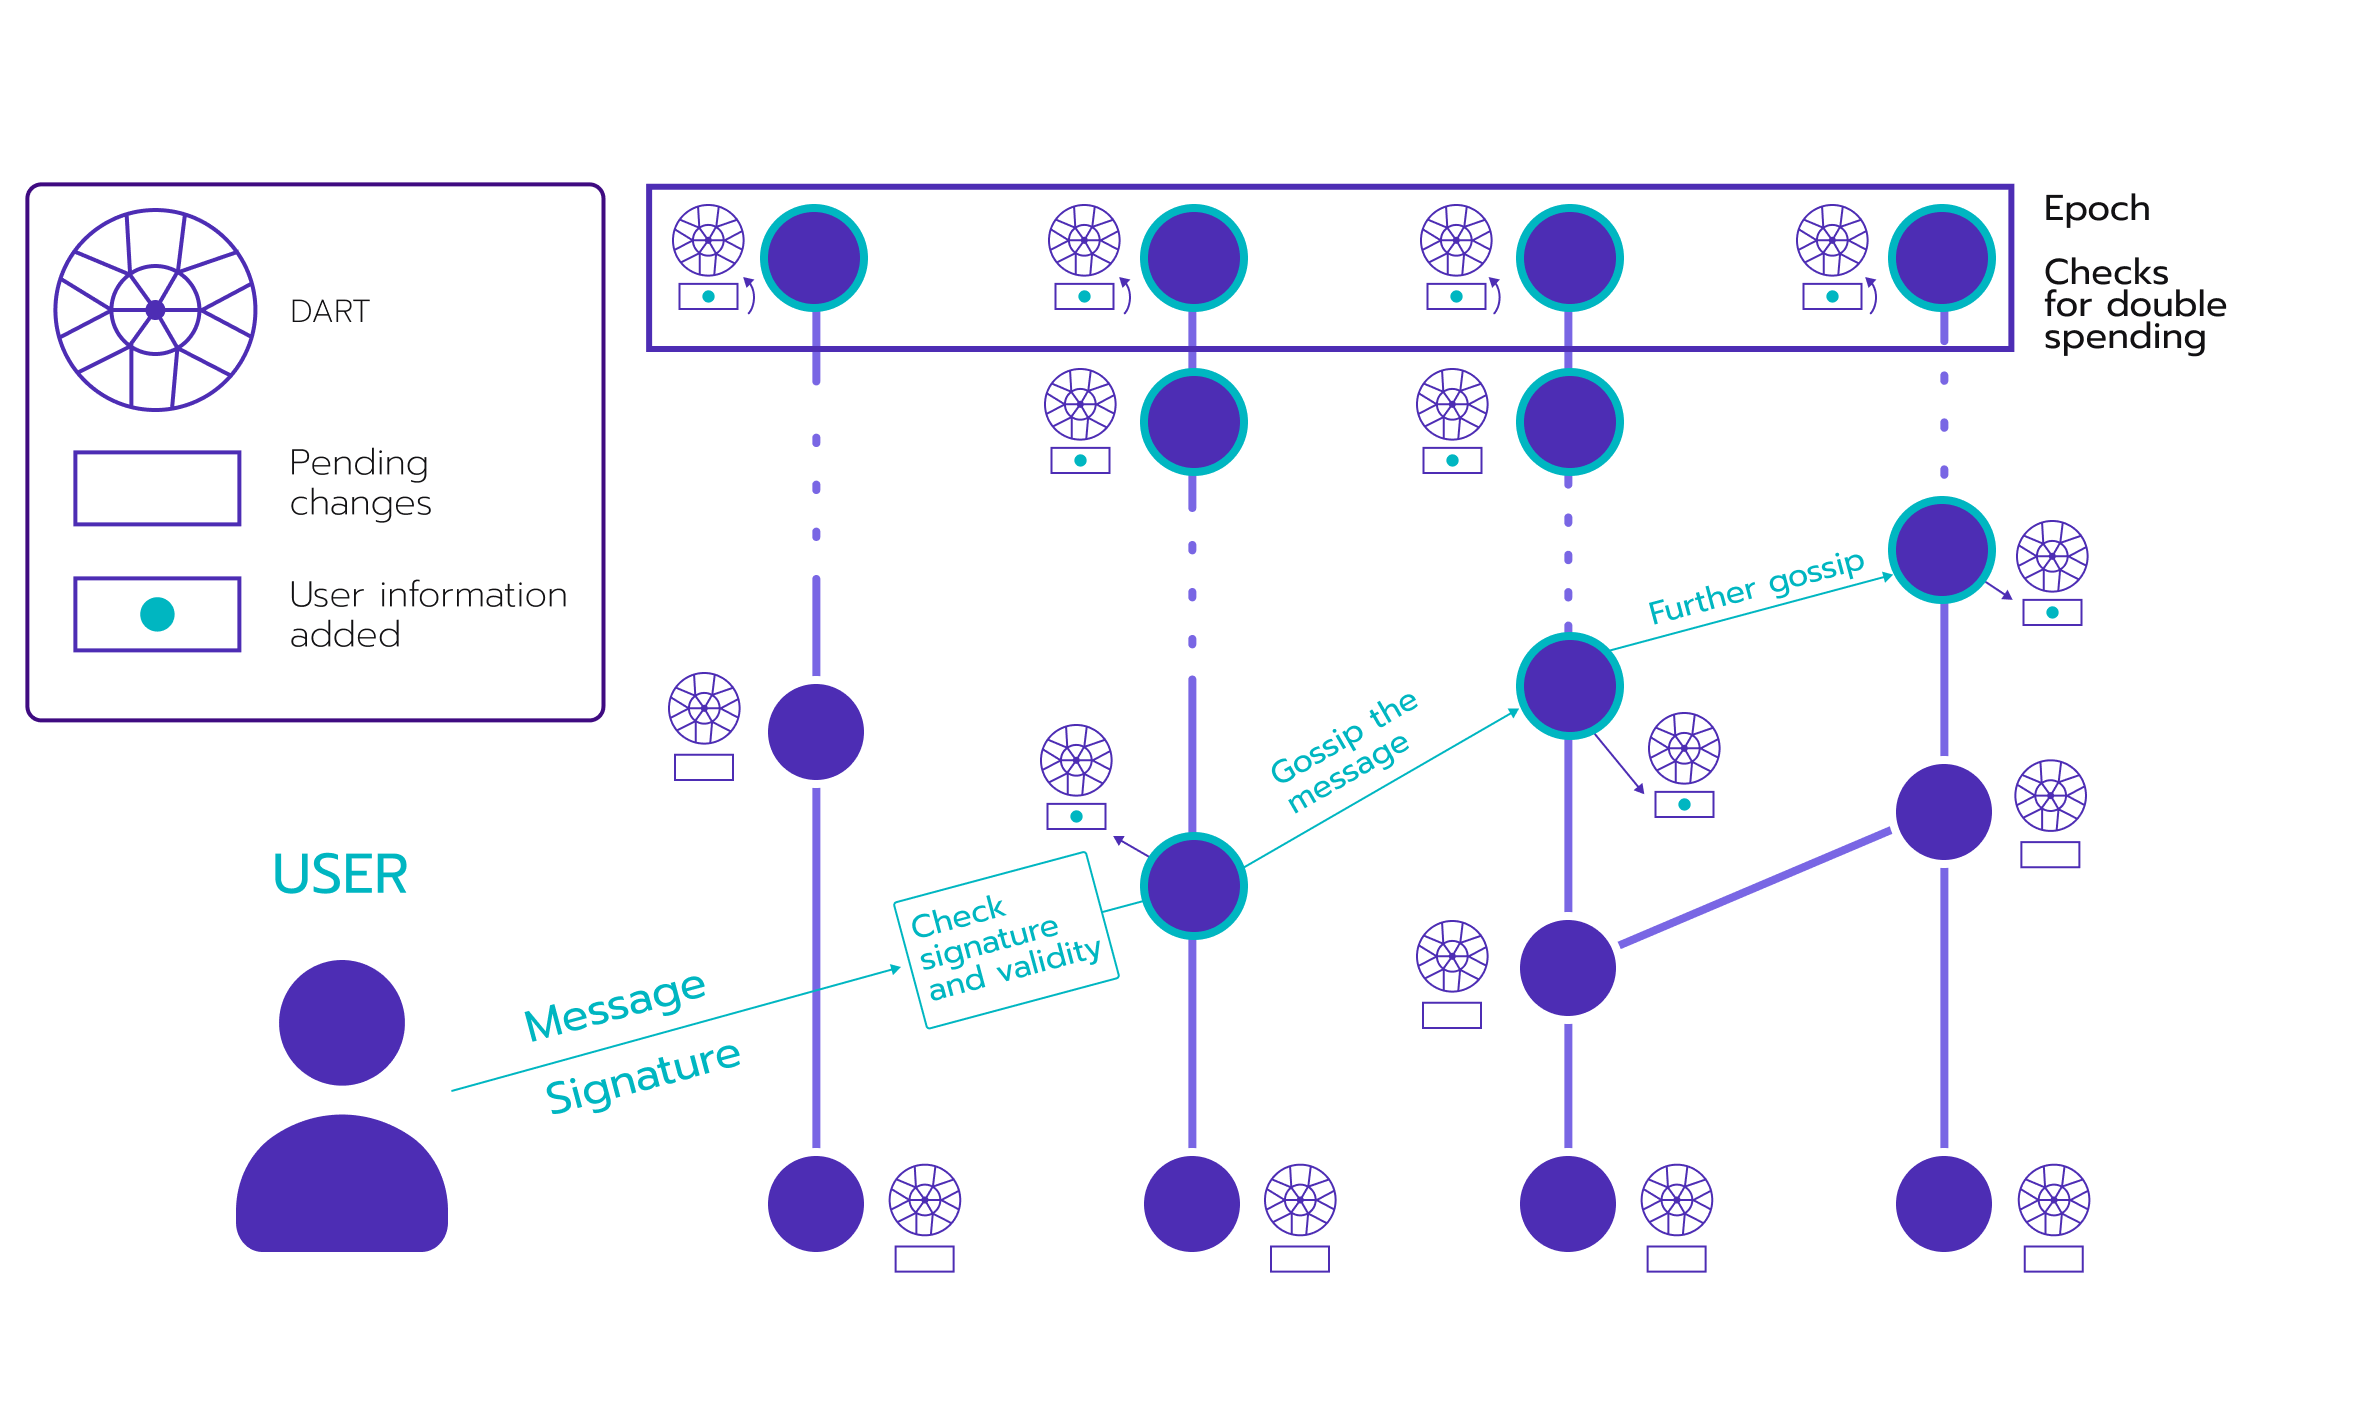 DART
Pending
changes
User information
added
Epoch
Checks
for double
spending
USER
Message
Signature
Check
signature
and validity
Gossip the
message
Further gossip